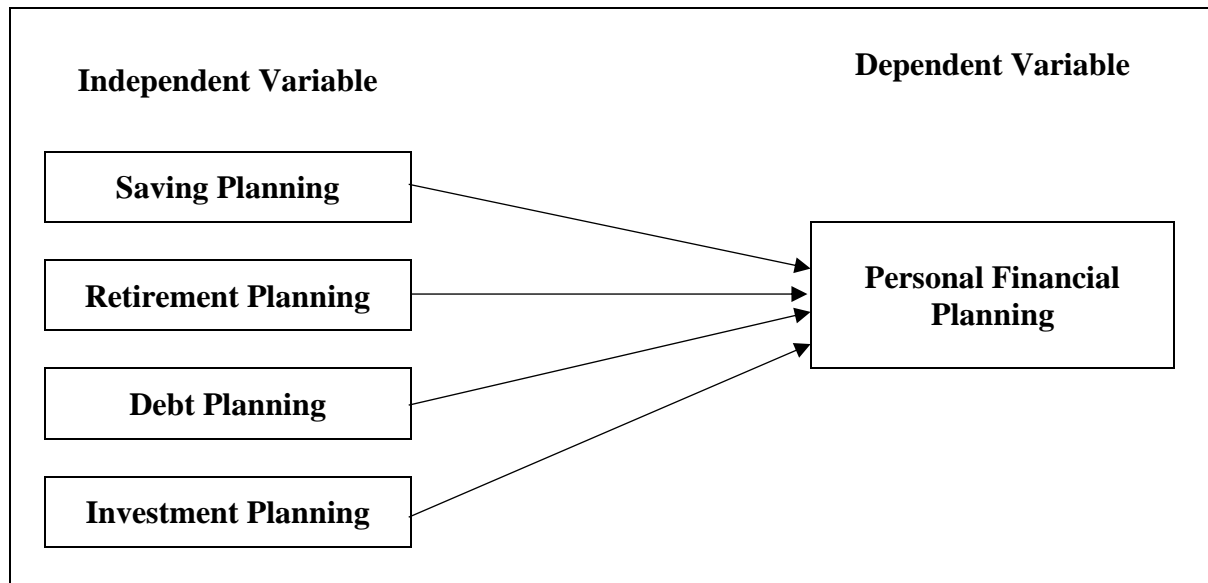 Independent Variable
Dependent Variable
Saving Planning
Retirement Planning
Debt Planning
Investment Planning
Personal Financial
Planning